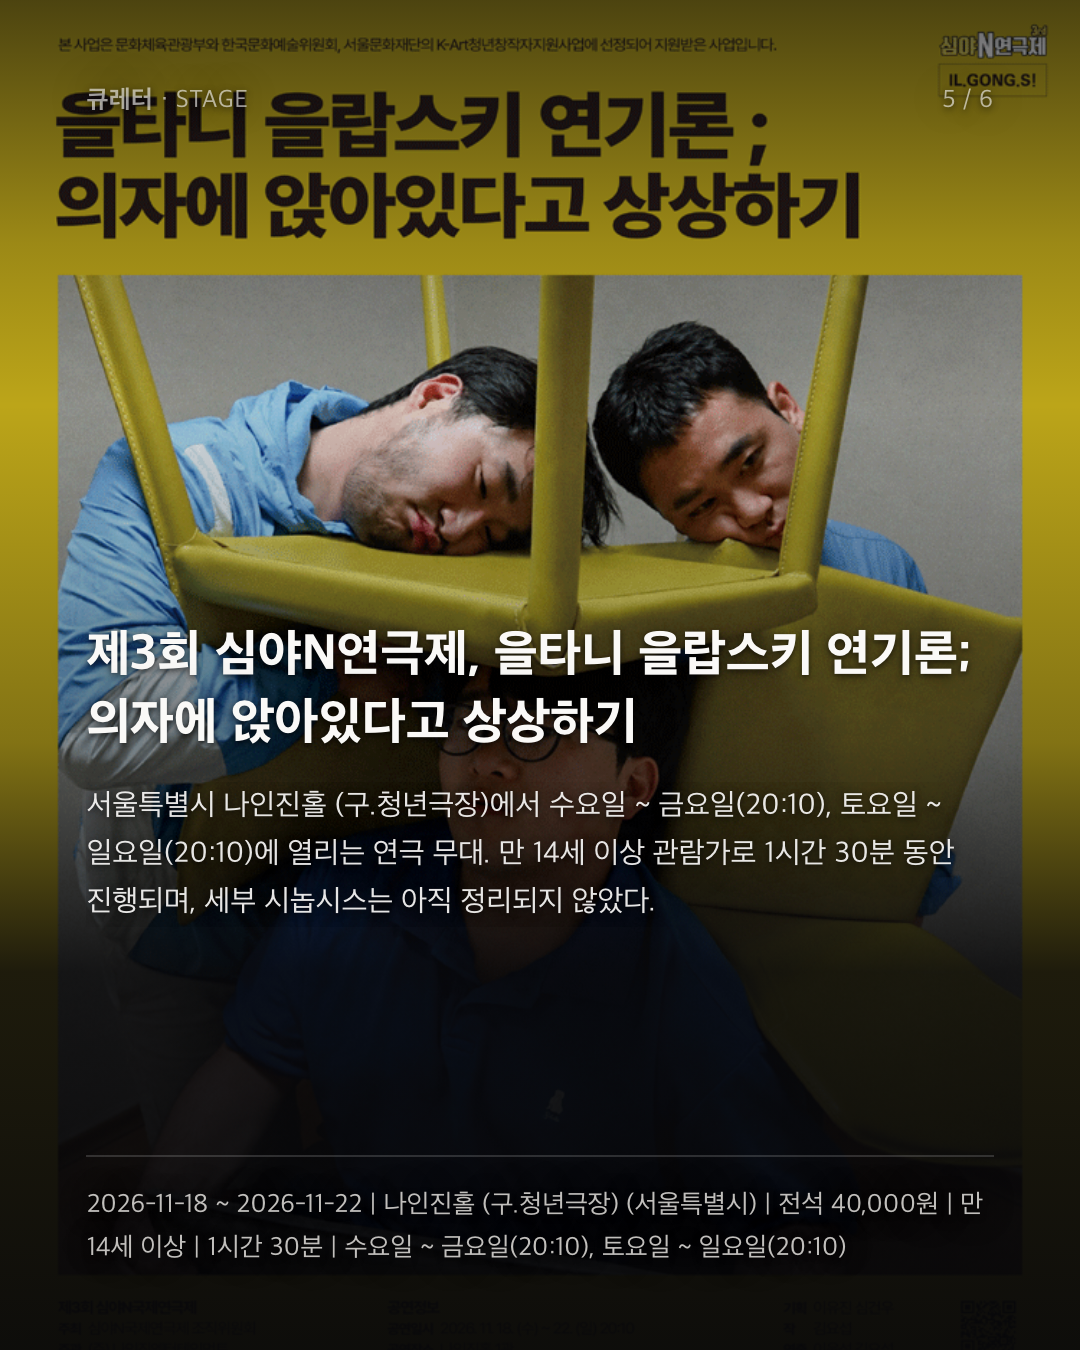 본 사업은 문화체육관광부와 한국문화예술위원회, 서울문화재단의 K-Art청년창작자지원사업에 선정되어 지원받은 사업입니다.
3rd
심야N연극제
IL.GONG.S!
큐레터 · STAGE
5 / 6
을타니 을랍스키 연기론 ;
의자에 앉아있다고 상상하기
제3회 심야N연극제, 을타니 을랍스키 연기론;
의자에 앉아있다고 상상하기
서울특별시 나인진홀 (구.청년극장)에서 수요일 ~ 금요일(20:10), 토요일 ~
일요일(20:10)에 열리는 연극 무대. 만 14세 이상 관람가로 1시간 30분 동안
진행되며, 세부 시놉시스는 아직 정리되지 않았다.
2026-11-18 ~ 2026-11-22 | 나인진홀 (구.청년극장) (서울특별시) | 전석 40,000원 | 만
14세 이상 | 1시간 30분 | 수요일 ~ 금요일(20:10), 토요일 ~ 일요일(20:10)
공연정보